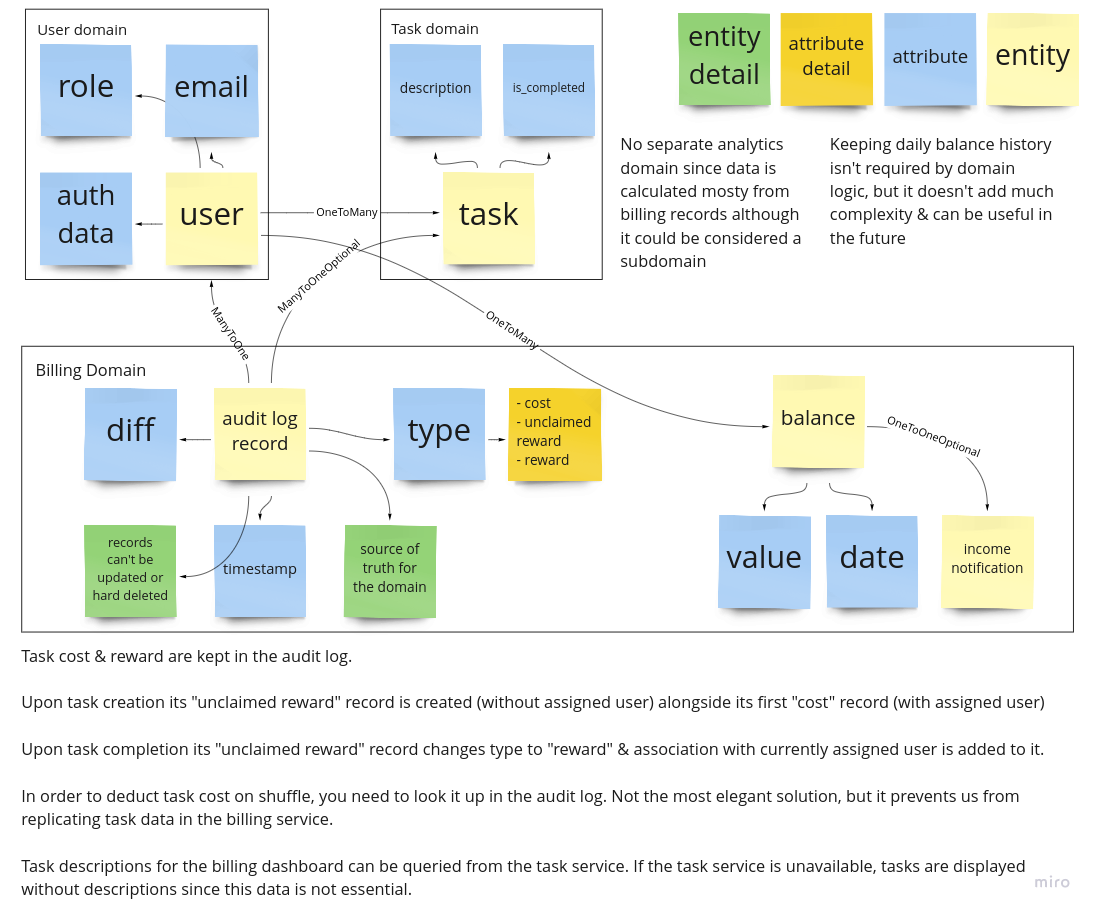 User domain
role
email
auth
data
user
Task domain
description
is_completed
task
entity
detail
attribute
detail
attribute
entity
No separate analytics
domain since data is
calculated mosty from
billing records although
it could be considered a
subdomain
Keeping daily balance history
isn't required by domain
logic, but it doesn't add much
complexity & can be useful in
the future
OneToMany
ManyToOneOptional
ManyToOne
OneToMany
Billing Domain
diff
audit log
record
type
- cost
- unclaimed
reward
- reward
balance
OneToOneOptional
records
can't be
updated or
hard deleted
timestamp
source of
truth for
the domain
value
date
income
notification
Task cost & reward are kept in the audit log.
Upon task creation its "unclaimed reward" record is created (without assigned user) alongside its first "cost" record (with assigned user)
Upon task completion its "unclaimed reward" record changes type to "reward" & association with currently assigned user is added to it.
In order to deduct task cost on shuffle, you need to look it up in the audit log. Not the most elegant solution, but it prevents us from
replicating task data in the billing service.
Task descriptions for the billing dashboard can be queried from the task service. If the task service is unavailable, tasks are displayed
without descriptions since this data is not essential.
miro